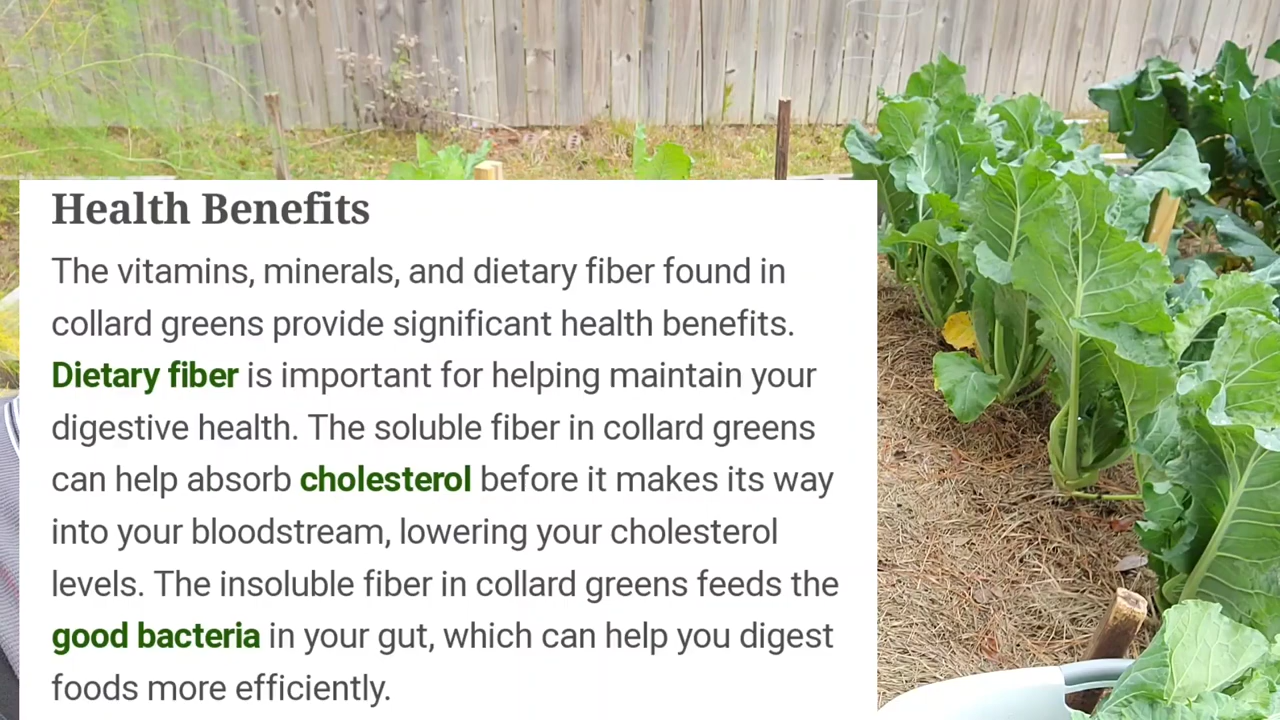 Health Benefits
The vitamins, minerals, and dietary fiber found in
collard greens provide significant health benefits.
Dietary fiber is important for helping maintain your
digestive health. The soluble fiber in collard greens
can help absorb cholesterol before it makes its way
into your bloodstream, lowering your cholesterol
levels. The insoluble fiber in collard greens feeds the
good bacteria in your gut, which can help you digest
foods more efficiently.